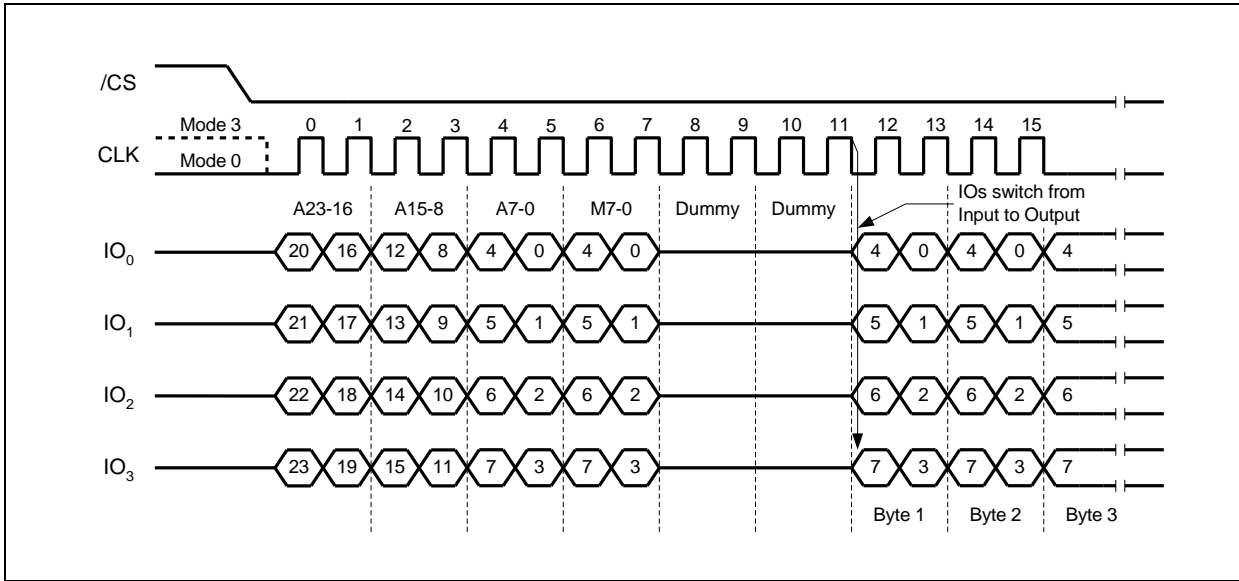 /CS
Mode 3 0 1 2 3 4 5 6 7 8 9 10 11 12 13 14 15
CLK
Mode 0
A23-16 A15-8 A7-0 M7-0 Dummy Dummy
IOs switch from
Input to Output
IO0 20 16 12 8 4 0 4 0 4 0 4 0 4
IO1 21 17 13 9 5 1 5 1 5 1 5 1 5
IO2 22 18 14 10 6 2 6 2 6 2 6 2 6
IO3 23 19 15 11 7 3 7 3 7 3 7 3 7
Byte 1 Byte 2 Byte 3